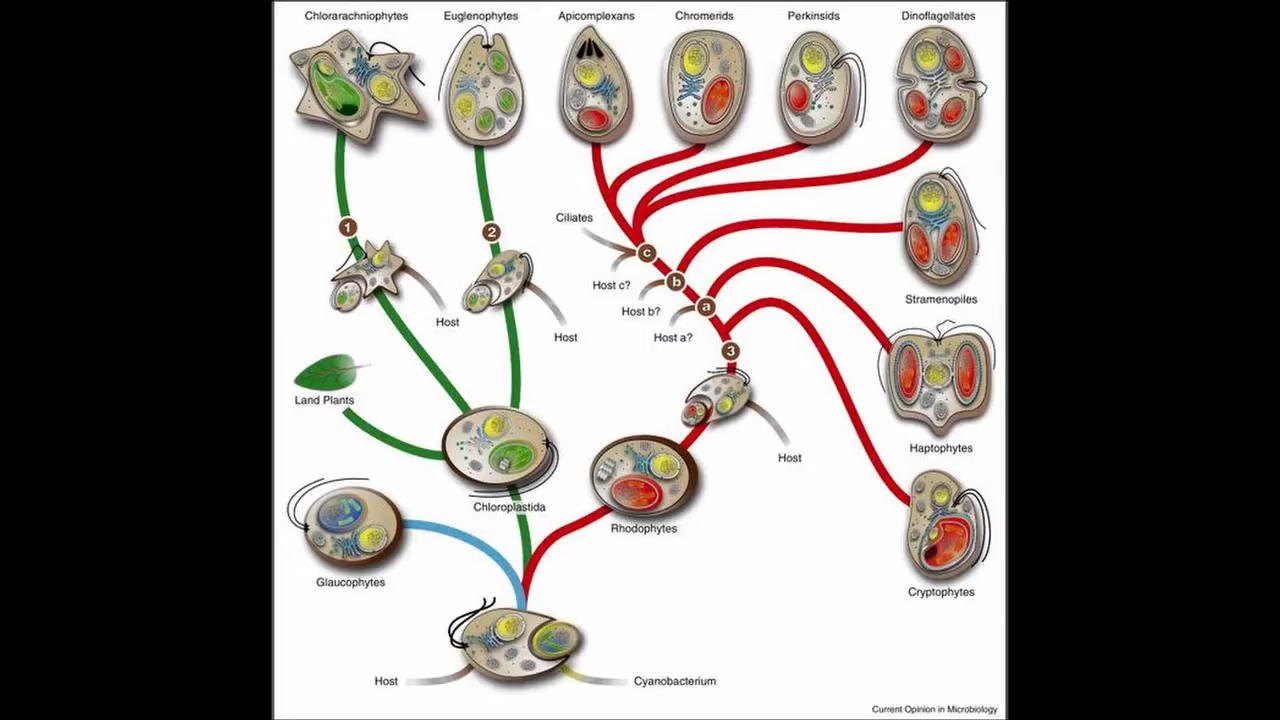 Chlorarachniophytes
Euglenophytes
Apicomplexans
Chromerids
Perkinsids
Dinoflagellates
1
2
Ciliates
c
Host c?
b
Host b?
a
Host a?
3
Stramenopiles
Host
Host
Land Plants
Haptophytes
Host
Chloroplastida
Rhodophytes
Glaucophytes
Cryptophytes
Host
Cyanobacterium
Current Opinion in Microbiology